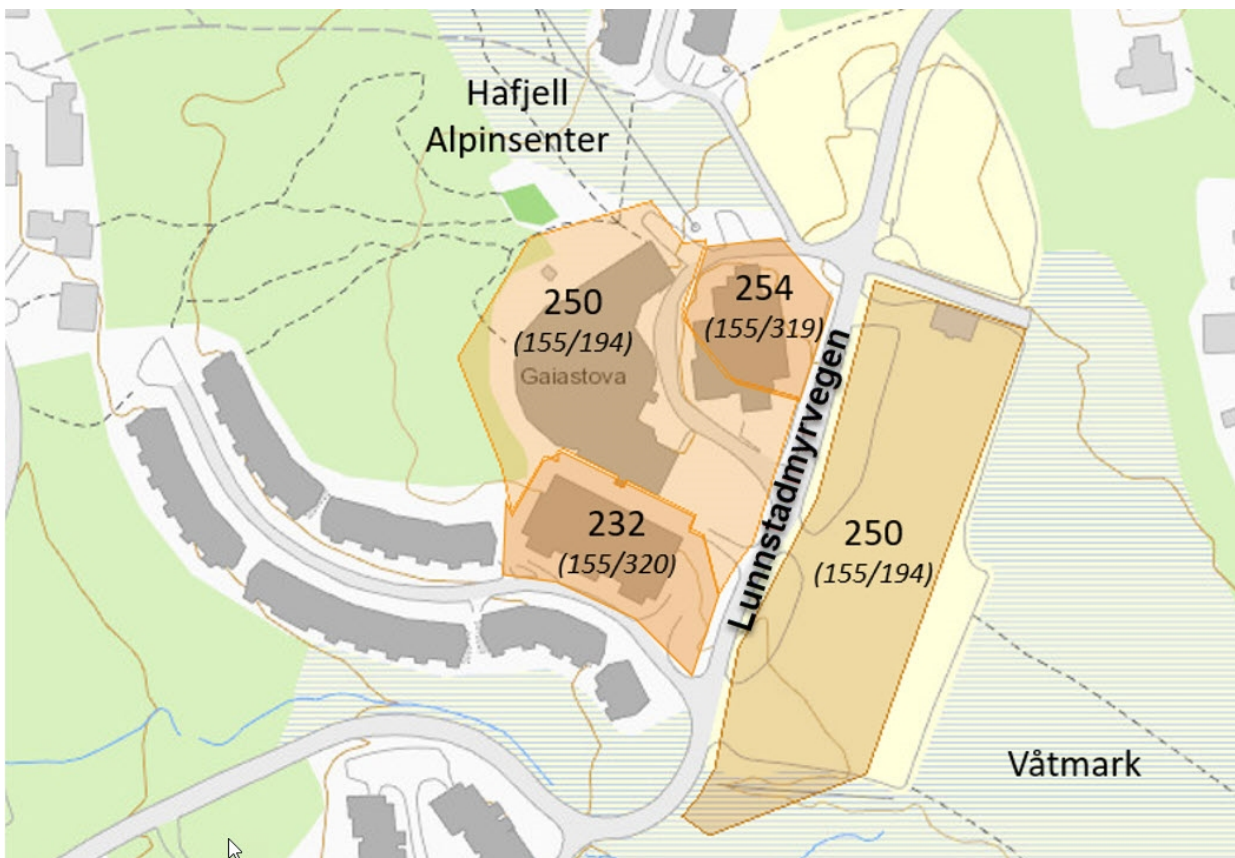 Hafjell
Alpinsenter
250
(155/194)
Gaiastova
254
(155/319)
Lunnstadmyrvegen
232
(155/320)
250
(155/194)
Våtmark